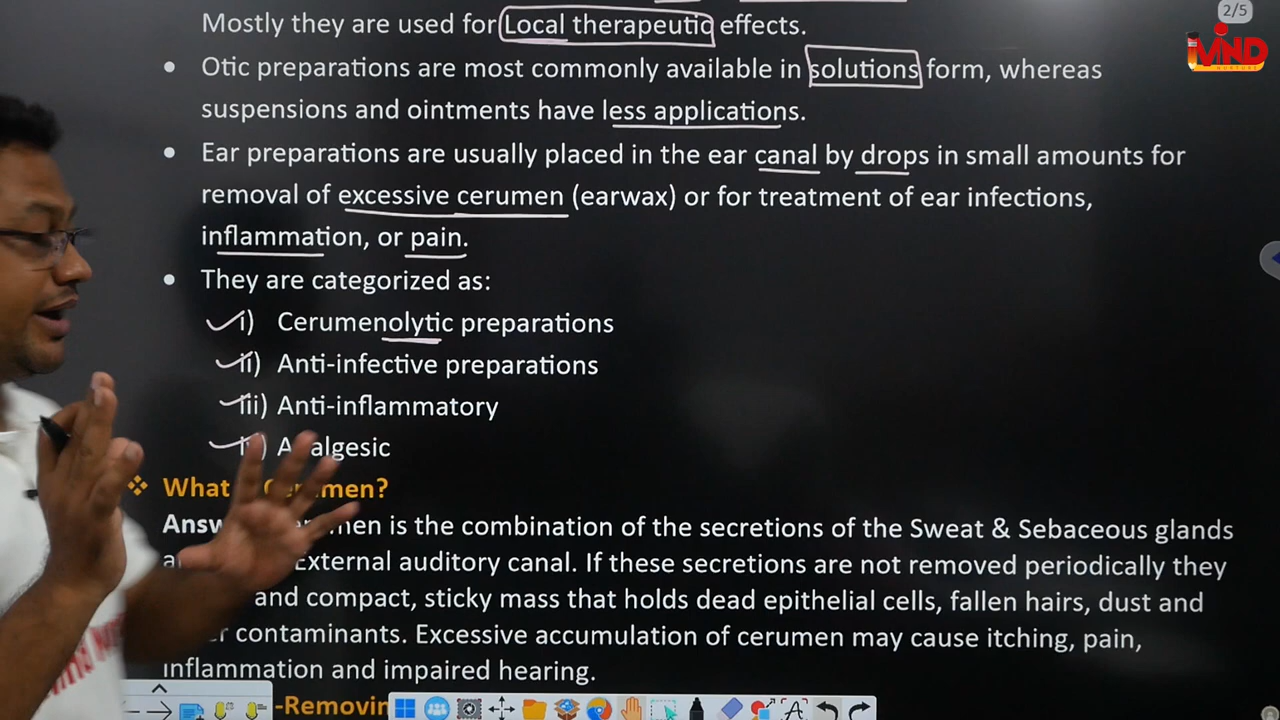 2/5
Mostly they are used for Local therapeutic effects.
MIND
• Otic preparations are most commonly available in solutions form, whereas
suspensions and ointments have less applications.
• Ear preparations are usually placed in the ear canal by drops in small amounts for
removal of excessive cerumen (earwax) or for treatment of ear infections,
inflammation, or pain.
• They are categorized as:
i) Cerumenolytic preparations
ii) Anti-infective preparations
iii) Anti-inflammatory
Analgesic
What Cerumen?
is the combination of the secretions of the Sweat & Sebaceous glands
External auditory canal. If these secretions are not removed periodically they
and compact, sticky mass that holds dead epithelial cells, fallen hairs, dust and
contaminants. Excessive accumulation of cerumen may cause itching, pain,
inflammation and impaired hearing.
-Removin